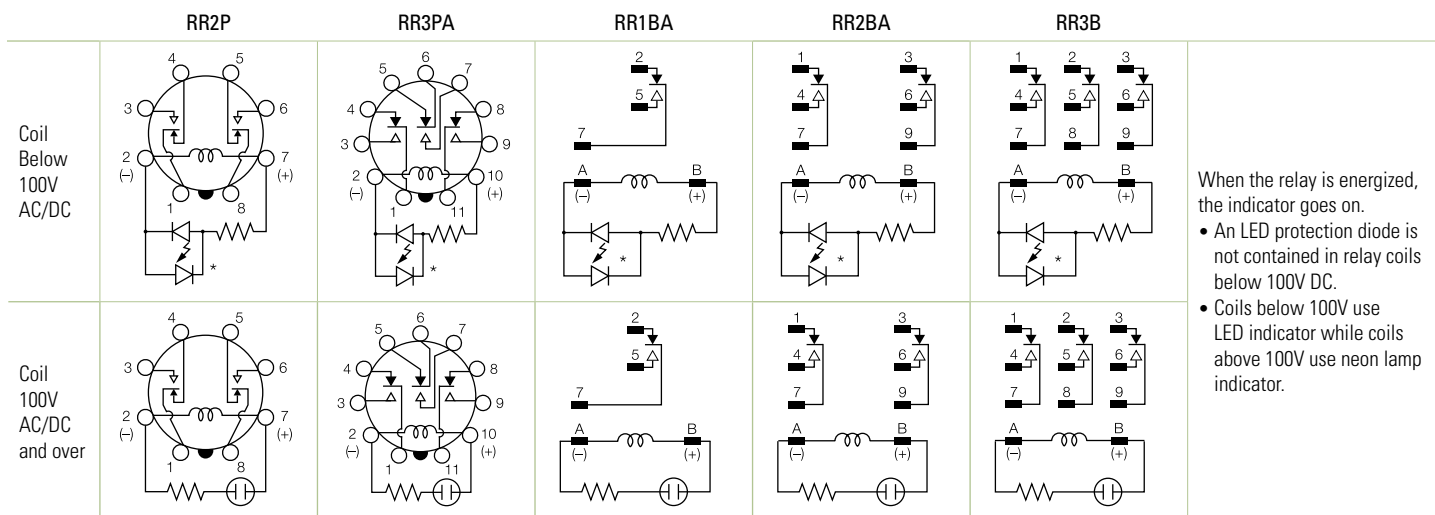 RR2P RR3PA RR1BA RR2BA RR3B
Coil
Below
100V
AC/DC
4 5
3 6
2 7
(–) (+)
1 8
*
6
5 7
4 8
3 9
2 10
(–) (+)
1 11
*
2
5
7
A B
(–) (+)
*
1 3
4 6
7 9
A B
(–) (+)
*
1 2 3
4 5 6
7 8 9
A B
(–) (+)
*
When the relay is energized,
the indicator goes on.
• An LED protection diode is
not contained in relay coils
below 100V DC.
• Coils below 100V use
LED indicator while coils
above 100V use neon lamp
indicator.
Coil
100V
AC/DC
and over
4 5
3 6
2 7
(–) (+)
1 8
6
5 7
4 8
3 9
2 10
(–) (+)
1 11
2
5
7
A B
(–) (+)
1 3
4 6
7 9
A B
(–) (+)
1 2 3
4 5 6
7 8 9
A B
(–) (+)